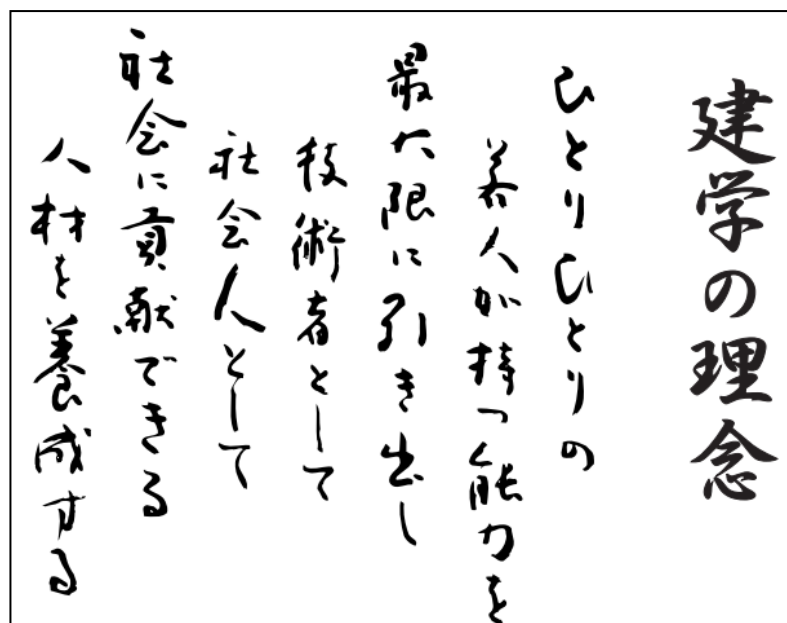 建学の理念
ひとりひとりの
若人が持つ能力を
最大限に引き出し
技術者として
社会人として
社会に貢献できる
人材を養成する